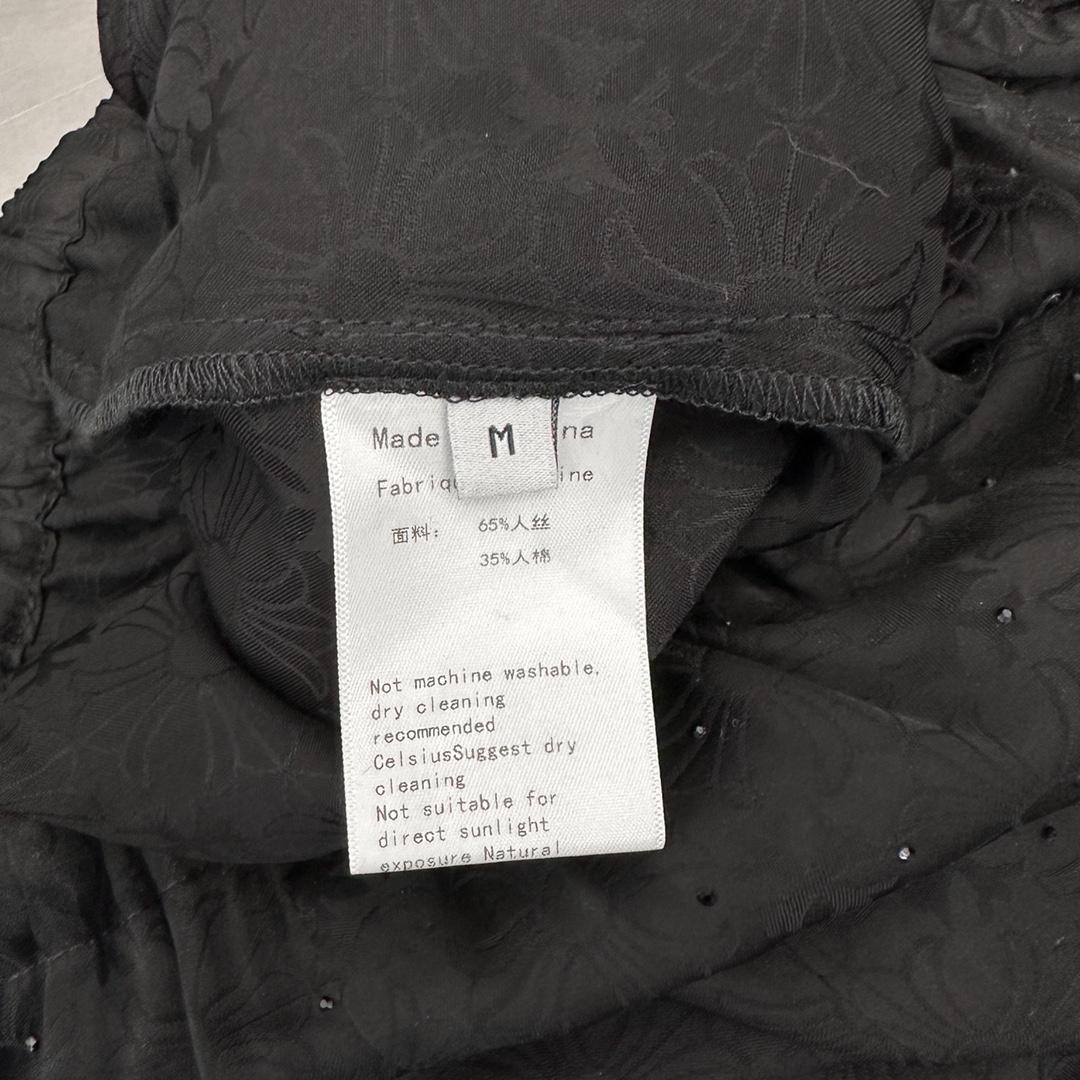 Made na
M
Fabriq ine
面料: 65%人丝
35%人棉
Not machine washable,
dry cleaning
recommended
CelsiusSuggest dry
cleaning
Not suitable for
direct sunlight
exposure Natural